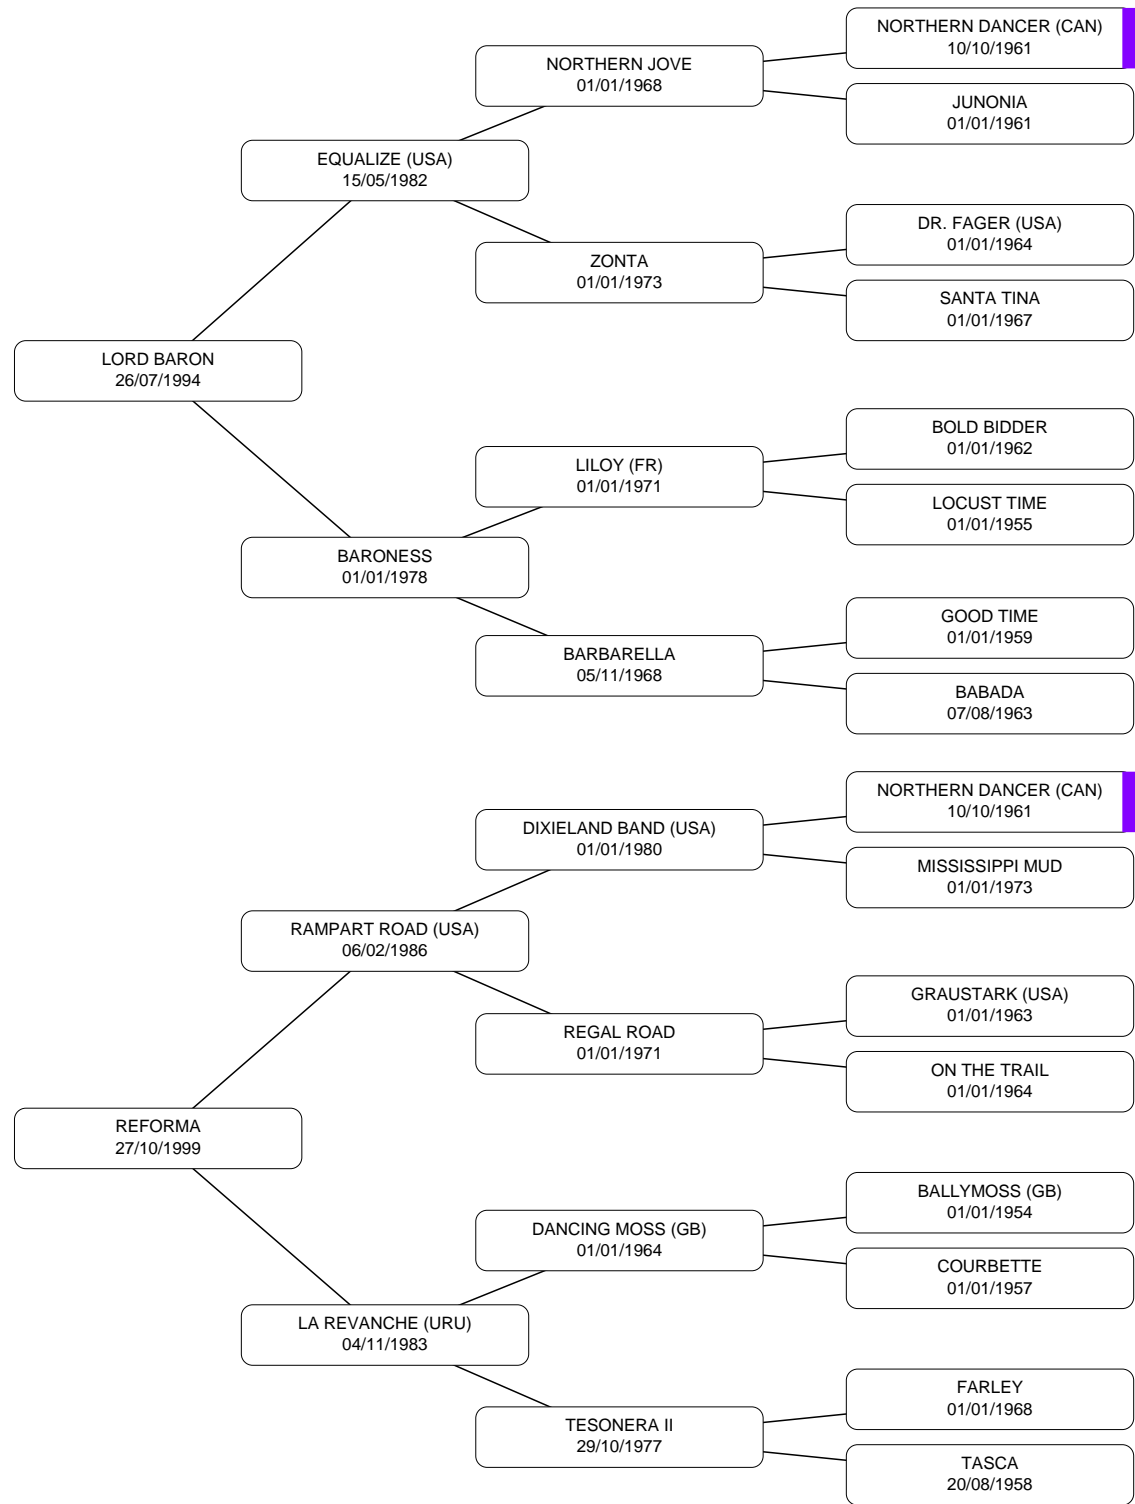 NORTHERN DANCER (CAN)
10/10/1961
NORTHERN JOVE
01/01/1968
JUNONIA
01/01/1961
EQUALIZE (USA)
15/05/1982
DR. FAGER (USA)
01/01/1964
ZONTA
01/01/1973
SANTA TINA
01/01/1967
LORD BARON
26/07/1994
BOLD BIDDER
01/01/1962
LILOY (FR)
01/01/1971
LOCUST TIME
01/01/1955
BARONESS
01/01/1978
GOOD TIME
01/01/1959
BARBARELLA
05/11/1968
BABADA
07/08/1963
NORTHERN DANCER (CAN)
10/10/1961
DIXIELAND BAND (USA)
01/01/1980
MISSISSIPPI MUD
01/01/1973
RAMPART ROAD (USA)
06/02/1986
GRAUSTARK (USA)
01/01/1963
REGAL ROAD
01/01/1971
ON THE TRAIL
01/01/1964
REFORMA
27/10/1999
BALLYMOSS (GB)
01/01/1954
DANCING MOSS (GB)
01/01/1964
COURBETTE
01/01/1957
LA REVANCHE (URU)
04/11/1983
FARLEY
01/01/1968
TESONERA II
29/10/1977
TASCA
20/08/1958